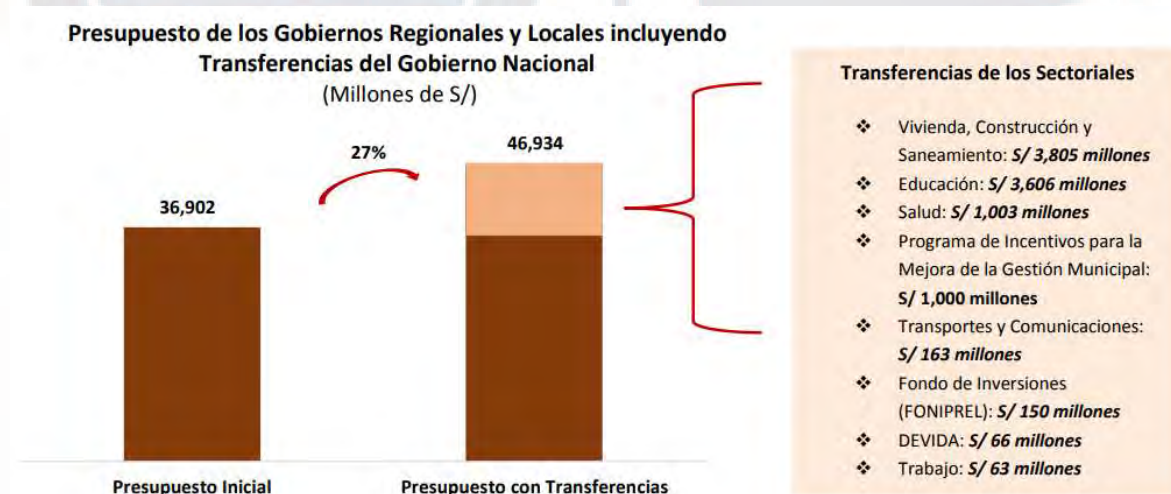 Presupuesto de los Gobiernos Regionales y Locales incluyendo
Transferencias del Gobierno Nacional
(Millones de S/)
27%
46,934
36,902
Presupuesto Inicial
Presupuesto con Transferencias
Transferencias de los Sectoriales
❖ Vivienda, Construcción y
Saneamiento: S/ 3,805 millones
❖ Educación: S/ 3,606 millones
❖ Salud: S/ 1,003 millones
❖ Programa de Incentivos para la
Mejora de la Gestión Municipal:
S/ 1,000 millones
❖ Transportes y Comunicaciones:
S/ 163 millones
❖ Fondo de Inversiones
(FONIPREL): S/ 150 millones
❖ DEVIDA: S/ 66 millones
❖ Trabajo: S/ 63 millones